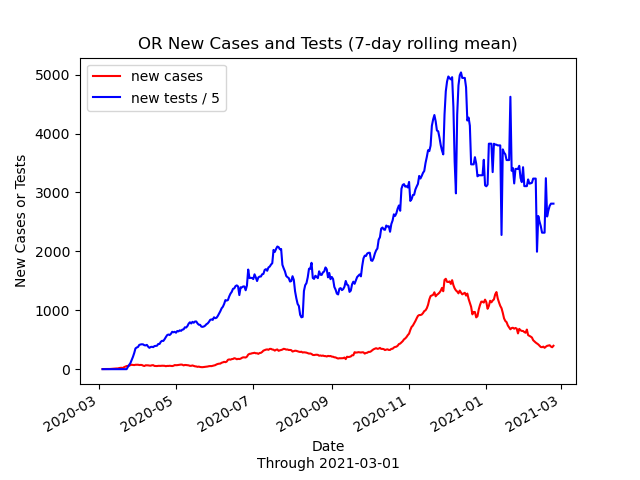 OR New Cases and Tests (7-day rolling mean)
new cases
new tests / 5
New Cases or Tests
5000
4000
3000
2000
1000
0
2020-03
2020-05
2020-07
2020-09
2020-11
2021-01
2021-03
Date
Through 2021-03-01